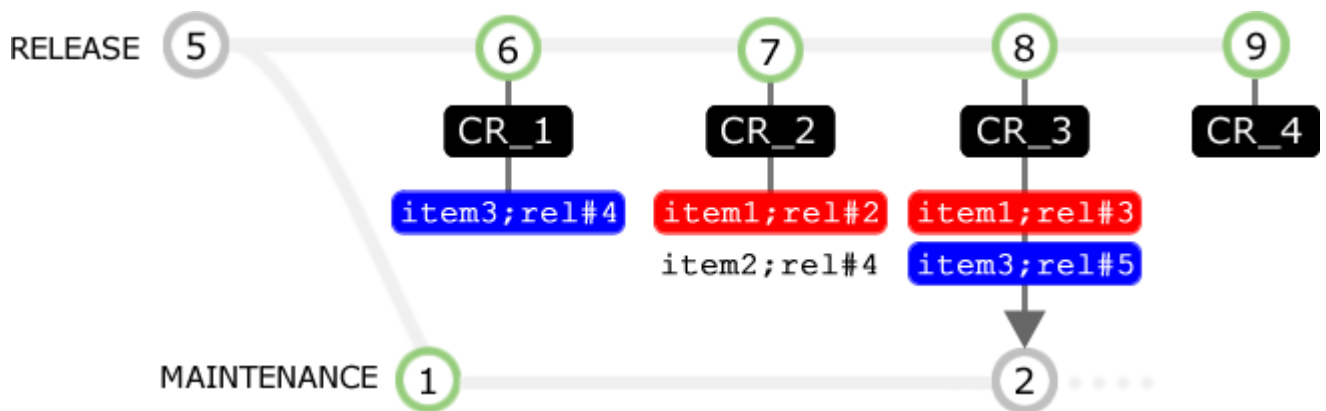 RELEASE 5 6 7 8 9
CR_1 CR_2 CR_3 CR_4
item3;rel#4 item1;rel#2 item1;rel#3
item2;rel#4 item3;rel#5
MAINTENANCE 1 2